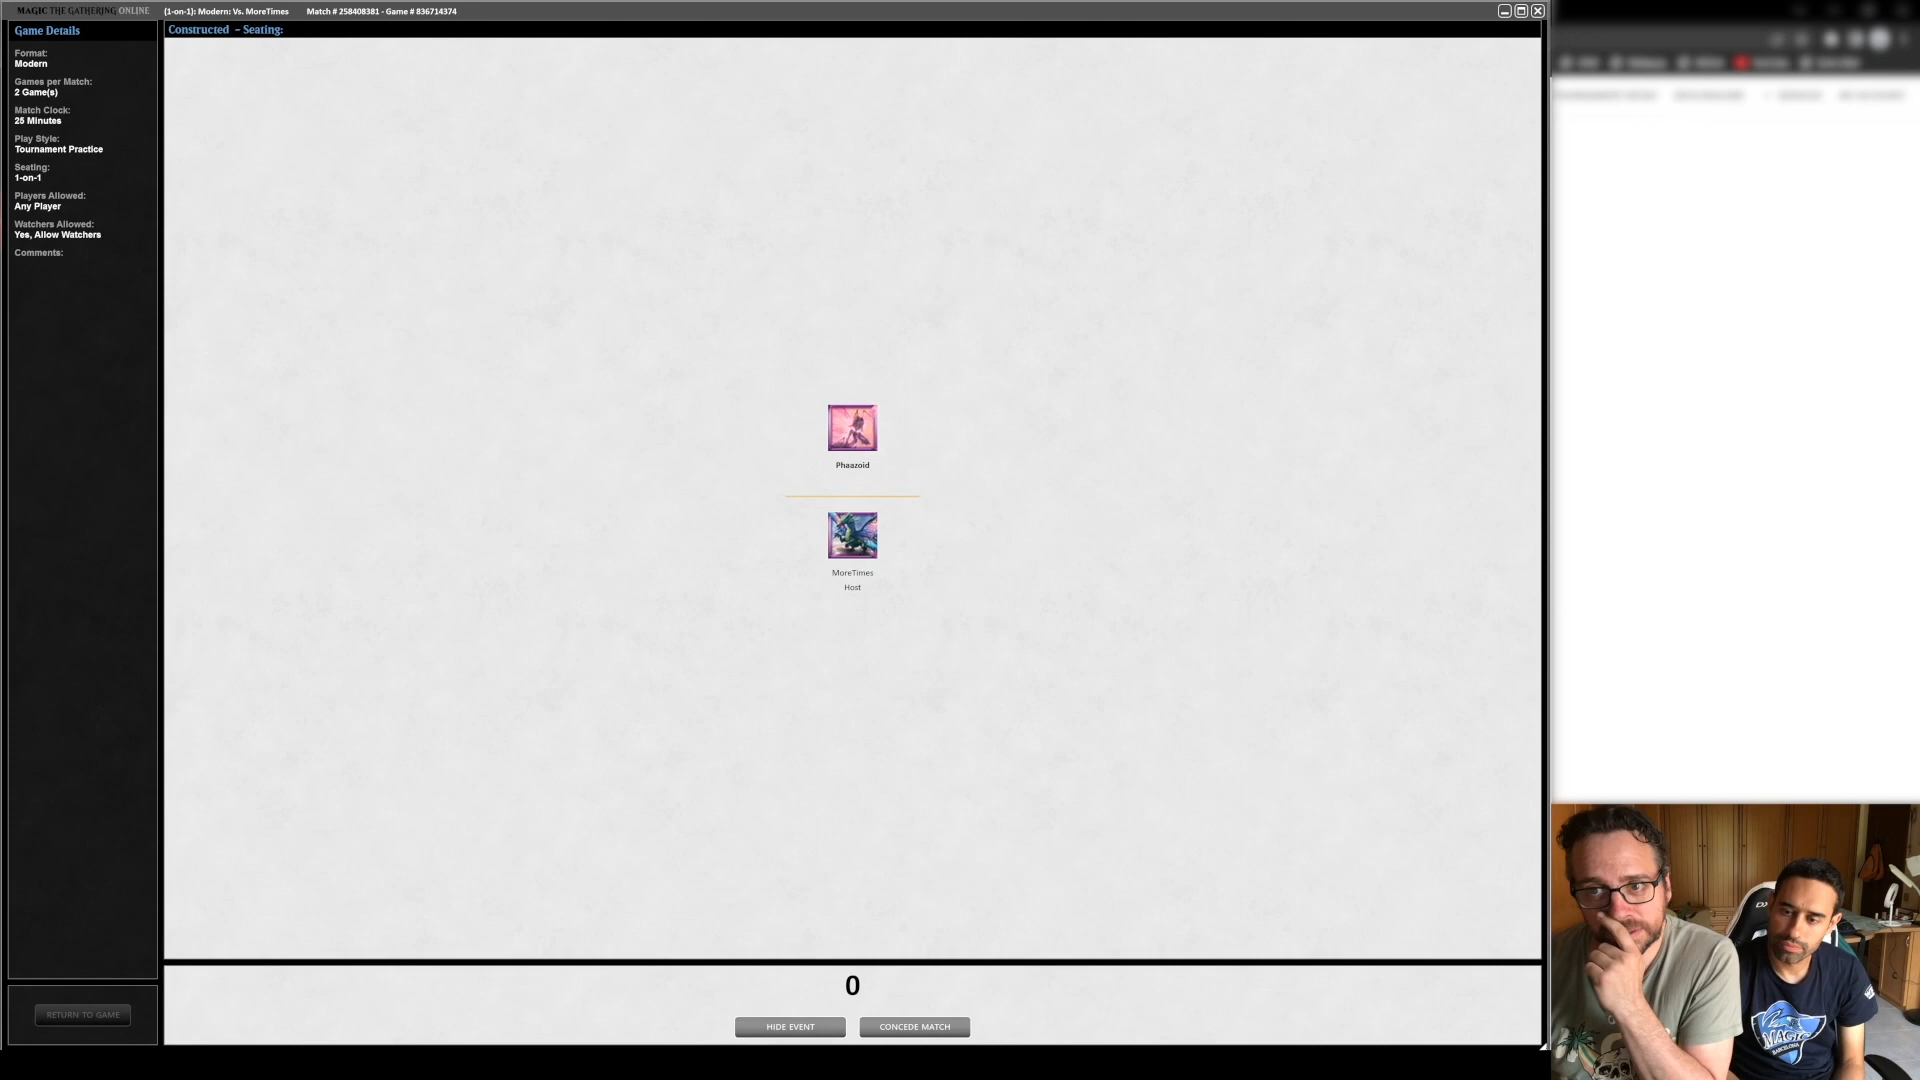 MAGIC THE GATHERING ONLINE
(1-on-1): Modern: Vs. MoreTimes
Match # 258408381 - Game # 836714374
Game Details
Constructed - Seating:
Format:
Modern
Games per Match:
2 Game(s)
Match Clock:
25 Minutes
Play Style:
Tournament Practice
Seating:
1-on-1
Players Allowed:
Any Player
Watchers Allowed:
Yes, Allow Watchers
Comments:
Phaazoid
MoreTimes
Host
0
RETURN TO GAME
HIDE EVENT
CONCEDE MATCH
MAGIC
BARCELONA